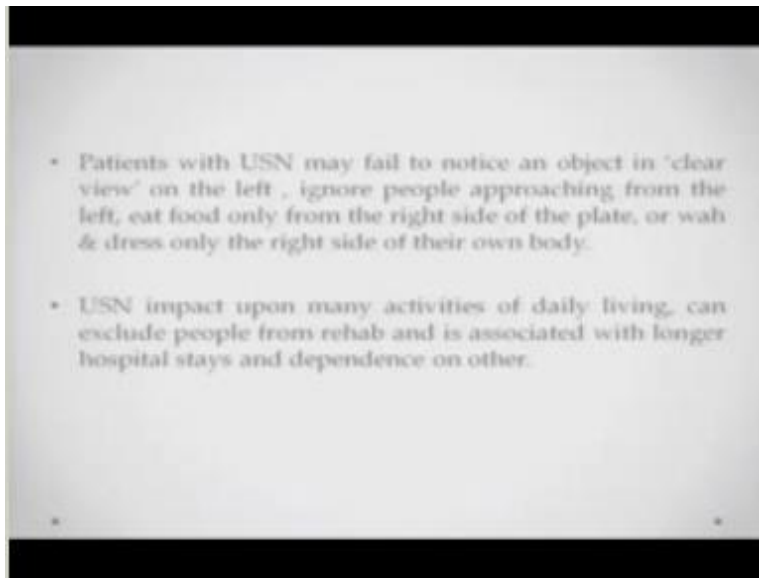 • Patients with USN may fail to notice an object in 'clear
view' on the left , ignore people approaching from the
left, eat food only from the right side of the plate, or wah
& dress only the right side of their own body.
• USN impact upon many activities of daily living, can
exclude people from rehab and is associated with longer
hospital stays and dependence on other.